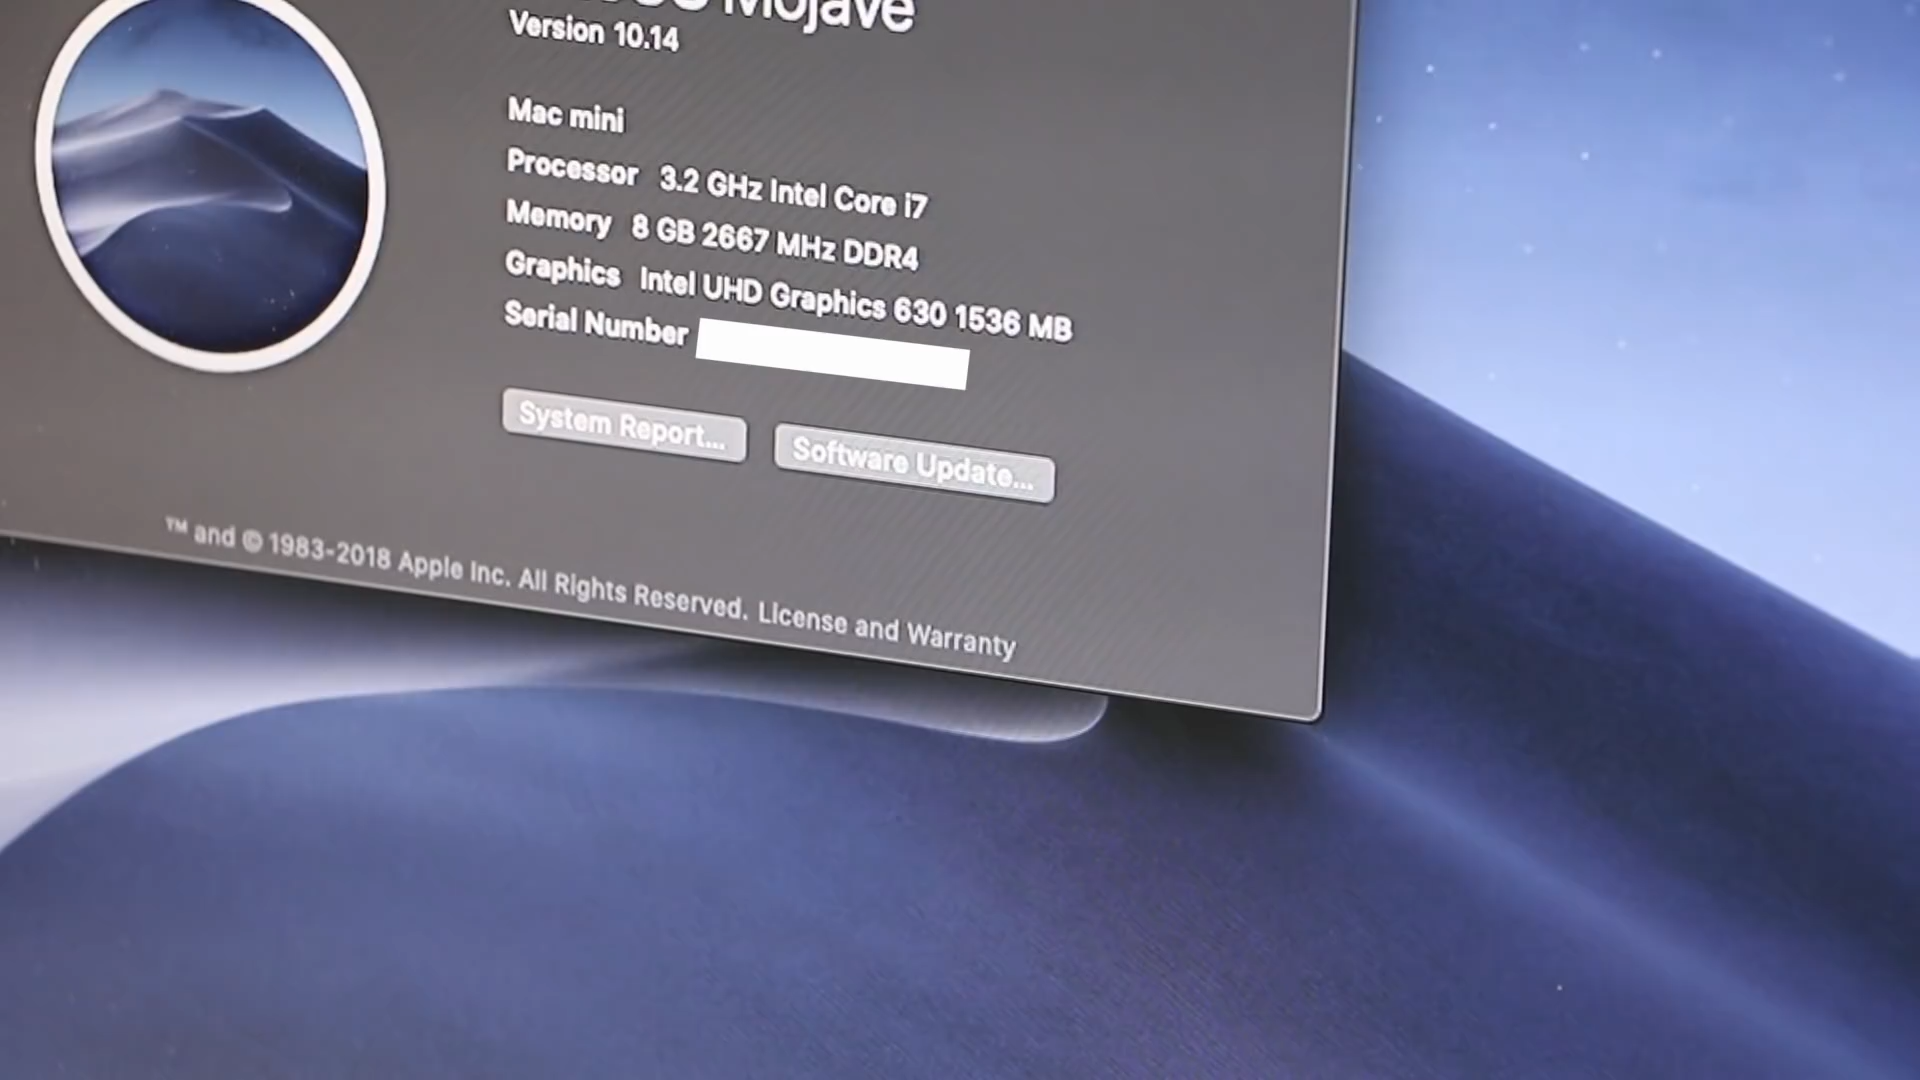 Mojave
Version 10.14
Mac mini
Processor 3.2 GHz Intel Core i7
Memory 8 GB 2667 MHz DDR4
Graphics Intel UHD Graphics 630 1536 MB
Serial Number
System Report... Software Update...
™ and © 1983-2018 Apple Inc. All Rights Reserved. License and Warranty